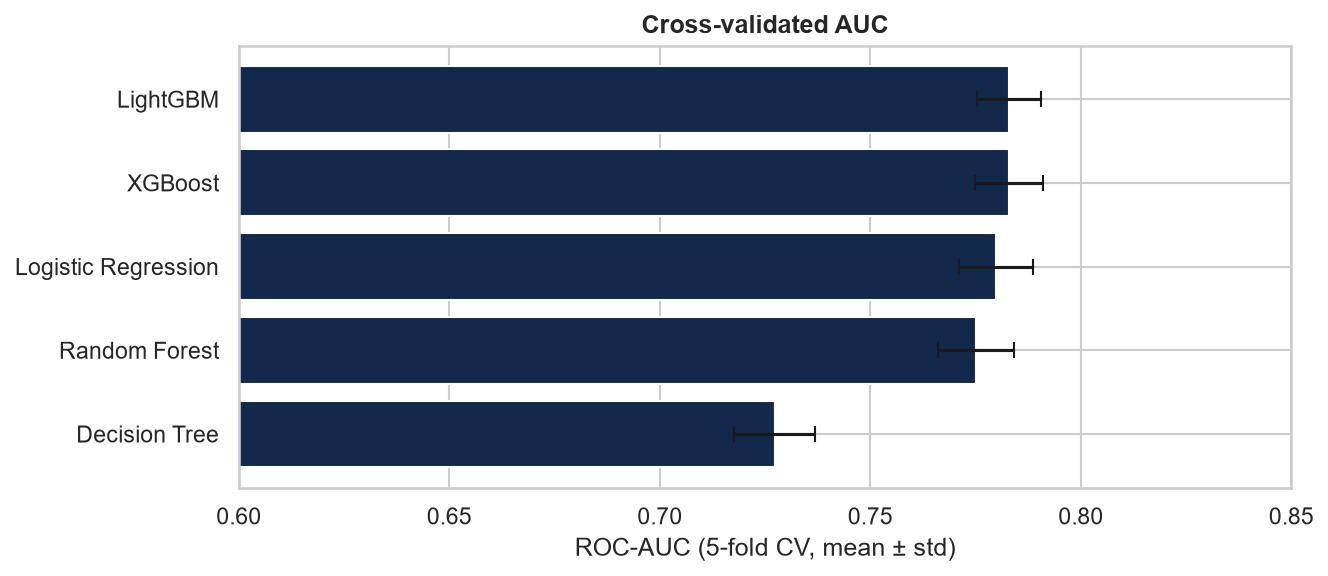 Cross-validated AUC
LightGBM
XGBoost
Logistic Regression
Random Forest
Decision Tree
0.60 0.65 0.70 0.75 0.80 0.85
ROC-AUC (5-fold CV, mean ± std)